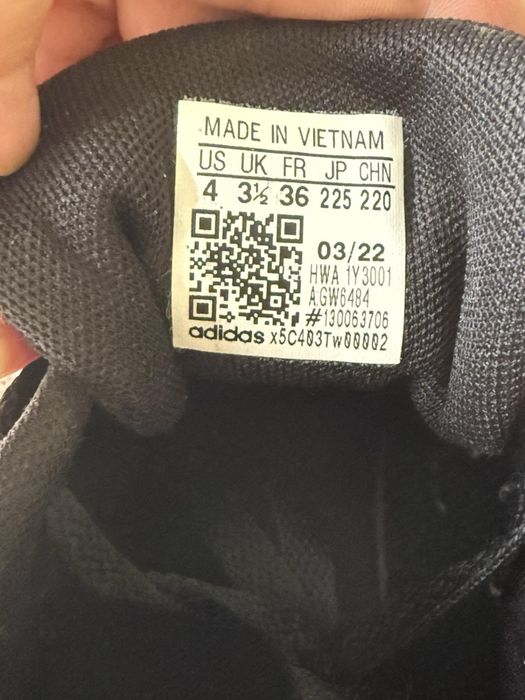 MADE IN VIETNAM
US UK FR JP CHN
4 3½ 36 225 220
03/22
HWA 1Y3001
A.GW6484
#130063706
adidas x5C403Tw00002